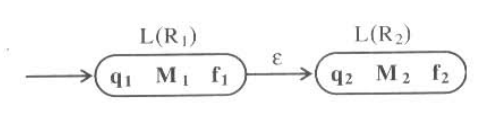 L(R₁) L(R₂)
ε
q₁ M₁ f₁ q₂ M₂ f₂